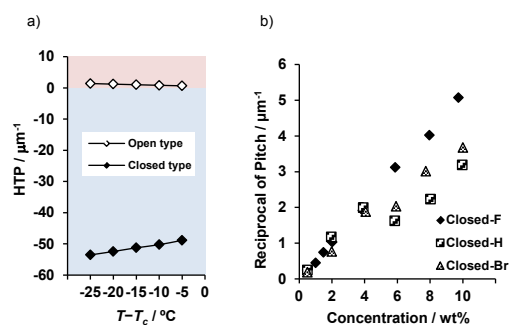 a)
10
0
-10
-20
-30
-40
-50
-60
HTP / μm⁻¹
Open type
Closed type
-25 -20 -15 -10 -5 0
T−Tc / ºC
b)
6
5
4
3
2
1
0
Reciprocal of Pitch / μm⁻¹
Closed-F
Closed-H
Closed-Br
0 2 4 6 8 10
Concentration / wt%